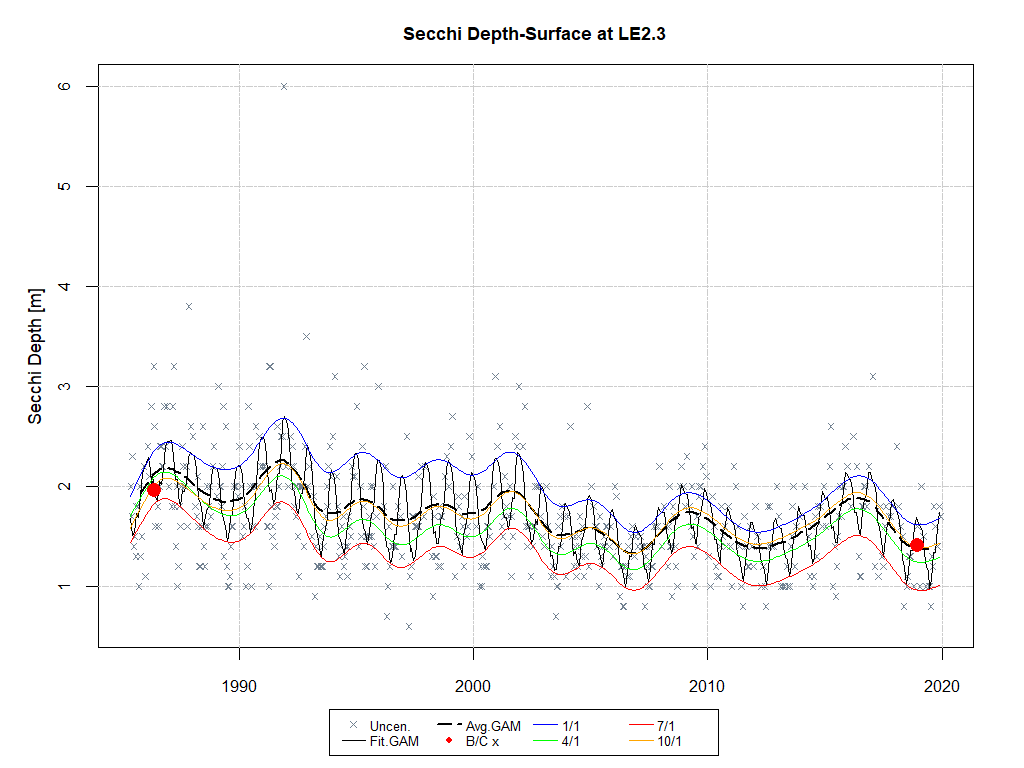 Secchi Depth-Surface at LE2.3
Secchi Depth [m]
6
5
4
3
2
1
1990 2000 2010 2020
Uncen. Avg.GAM 1/1 7/1
Fit.GAM B/C x 4/1 10/1